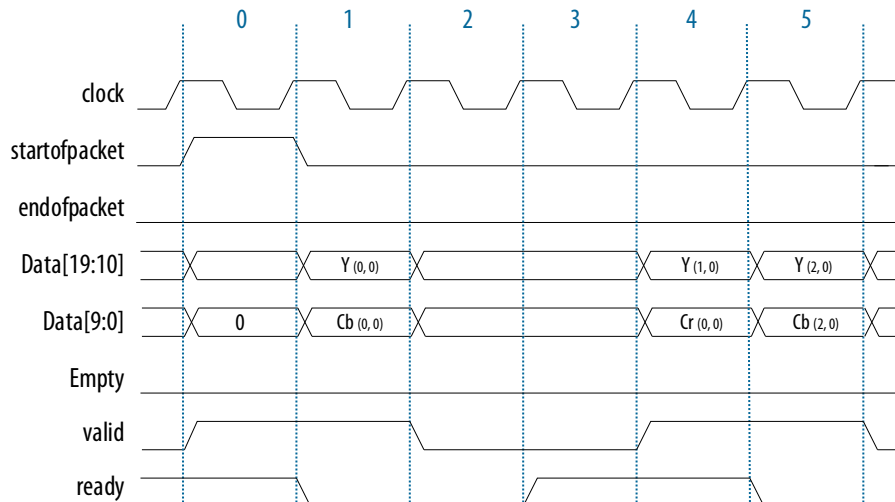 0 1 2 3 4 5
clock
startofpacket
endofpacket
Data[19:10] Y (0, 0) Y (1, 0) Y (2, 0)
Data[9:0] 0 Cb (0, 0) Cr (0, 0) Cb (2, 0)
Empty
valid
ready